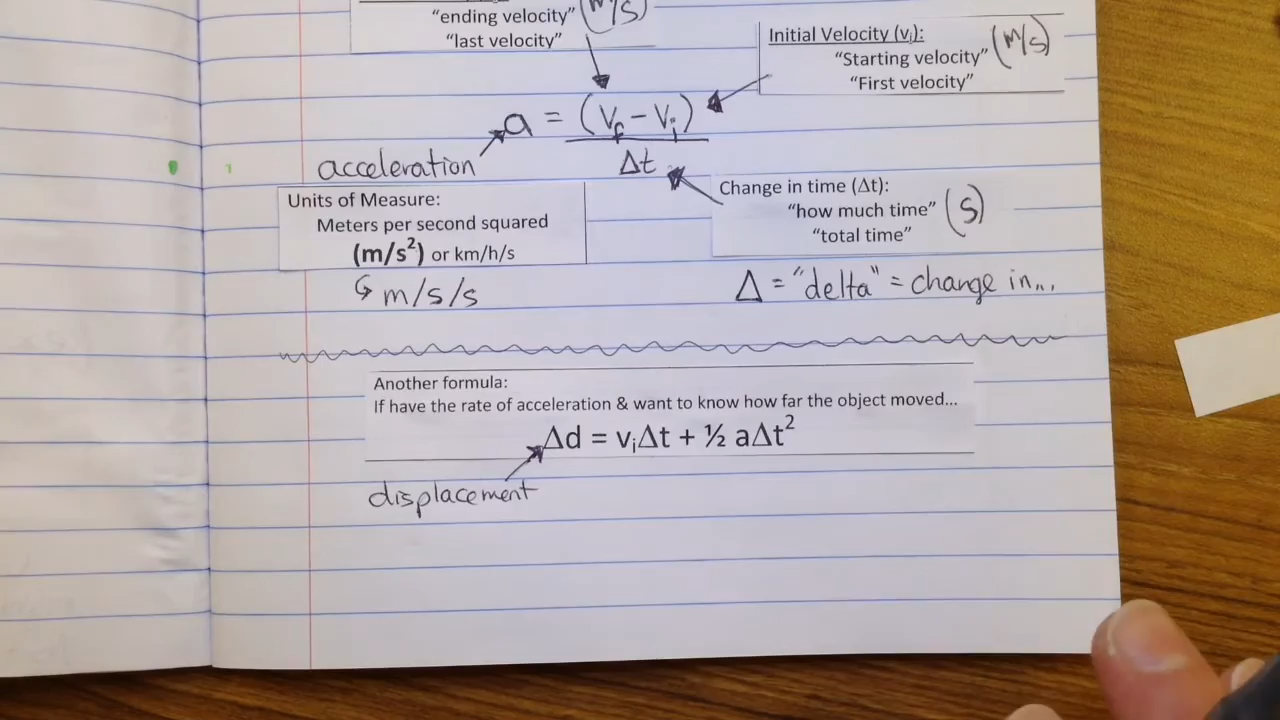 "ending velocity" (m/s)
"last velocity"
Initial Velocity (vᵢ):
"Starting velocity" (m/s)
"First velocity"
a = (Vf – Vi)
Δt
acceleration
Units of Measure:
Meters per second squared
(m/s²) or km/h/s
m/s/s
Change in time (Δt):
"how much time" (s)
"total time"
Δ = "delta" = change in...
Another formula:
If have the rate of acceleration & want to know how far the object moved...
Δd = vᵢΔt + ½ aΔt²
displacement